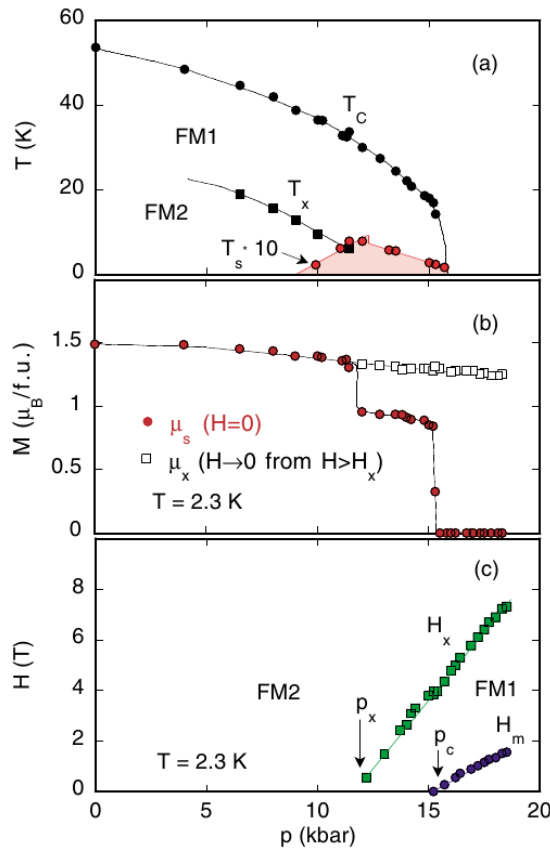 60
40
20
0
T (K)
(a)
T_C
FM1
T_x
FM2
T_s · 10
2
1.5
1
0.5
0
M (μ_B/f.u.)
(b)
μ_s (H=0)
μ_x (H→0 from H>H_x)
T = 2.3 K
8
6
4
2
0
H (T)
(c)
H_x
FM2
FM1
p_x
H_m
p_c
T = 2.3 K
0 5 10 15 20
p (kbar)